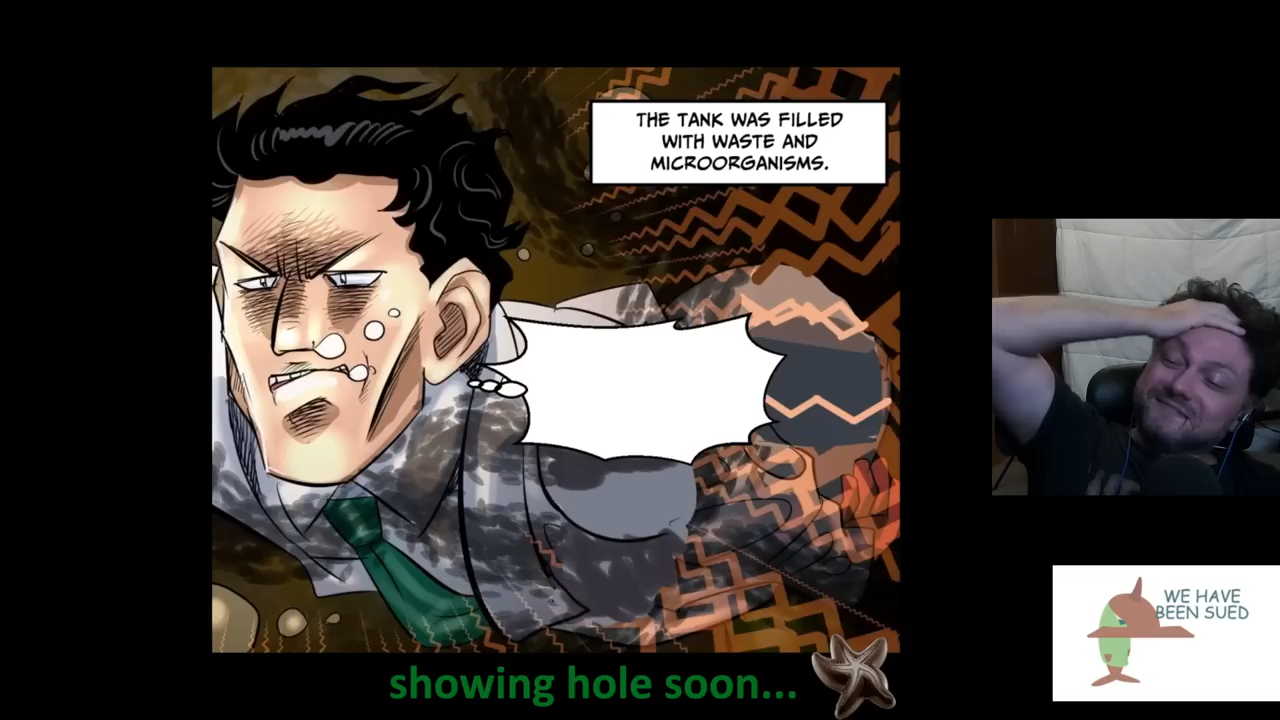 THE TANK WAS FILLED
WITH WASTE AND
MICROORGANISMS.
WE HAVE
BEEN SUED
showing hole soon...